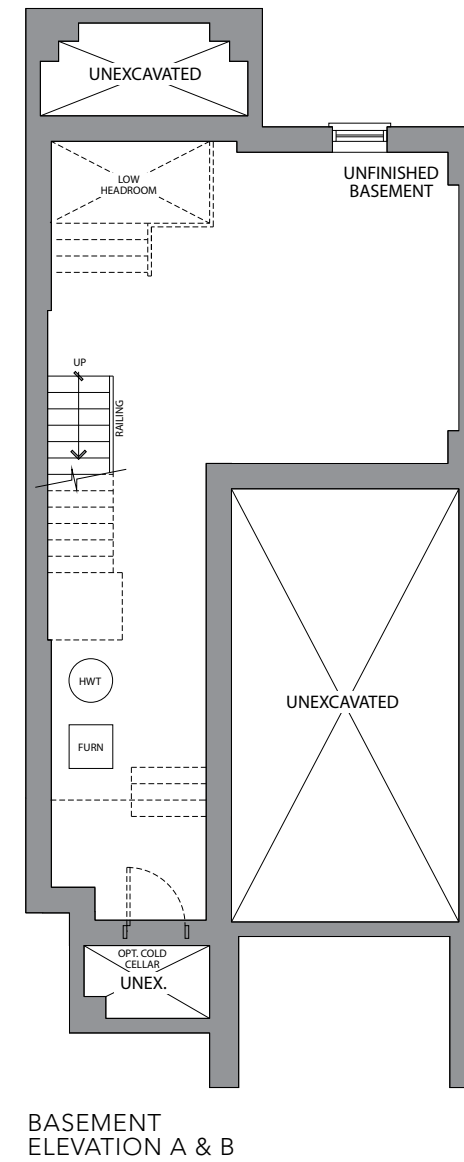 UNEXCAVATED
LOW
HEADROOM
UNFINISHED
BASEMENT
UP
RAILING
HWT
UNEXCAVATED
FURN
OPT. COLD
CELLAR
UNEX.
BASEMENT
ELEVATION A & B